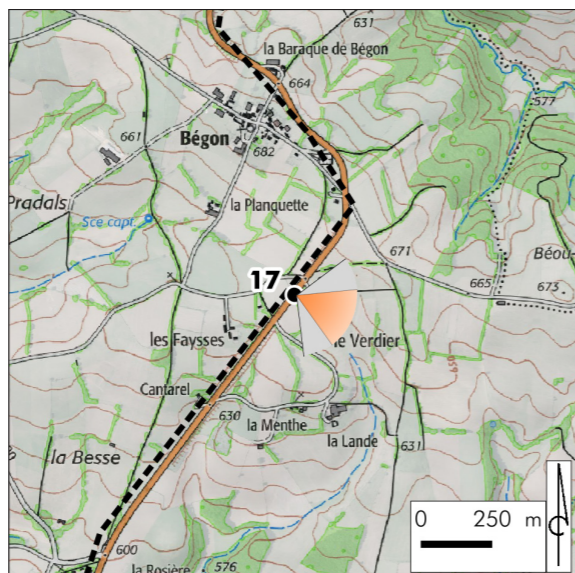 631
la Baraque de Bégon
664
577
661
Bégon
682
Pradals
la Planquette
Sce capt.
671
Béou-
17
665
673
les Faysses
le Verdier
650
Cantarel
630
la Menthe
la Lande
631
la Besse
0 250 m
600
la Rosière
576